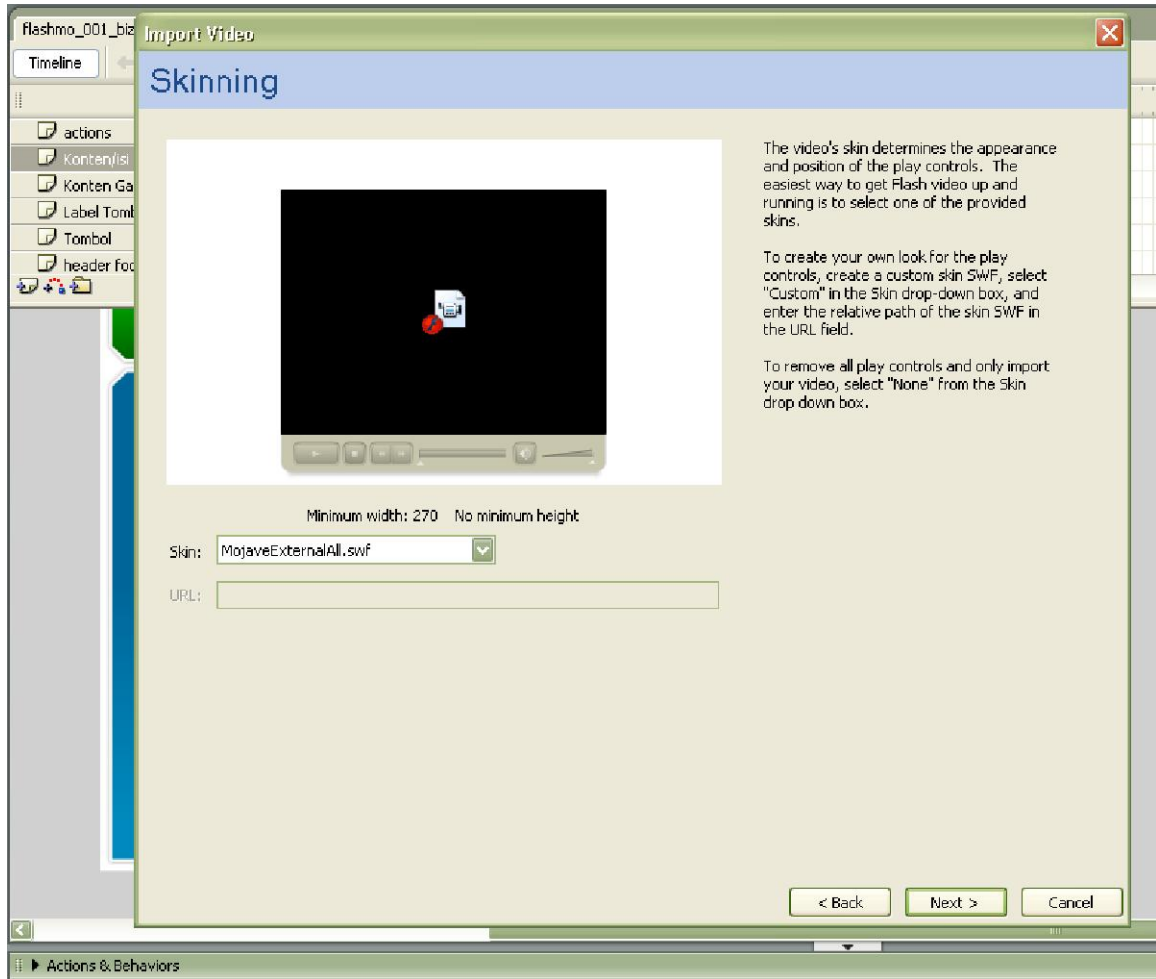 flashmo_001_biz
Import Video
Timeline
Skinning
actions
Konten/isi
Konten Ga
Label Tomb
Tombol
header foo
The video's skin determines the appearance
and position of the play controls. The
easiest way to get Flash video up and
running is to select one of the provided
skins.
To create your own look for the play
controls, create a custom skin SWF, select
"Custom" in the Skin drop-down box, and
enter the relative path of the skin SWF in
the URL field.
To remove all play controls and only import
your video, select "None" from the Skin
drop down box.
Minimum width: 270 No minimum height
Skin: MojaveExternalAll.swf
URL:
< Back Next > Cancel
Actions & Behaviors